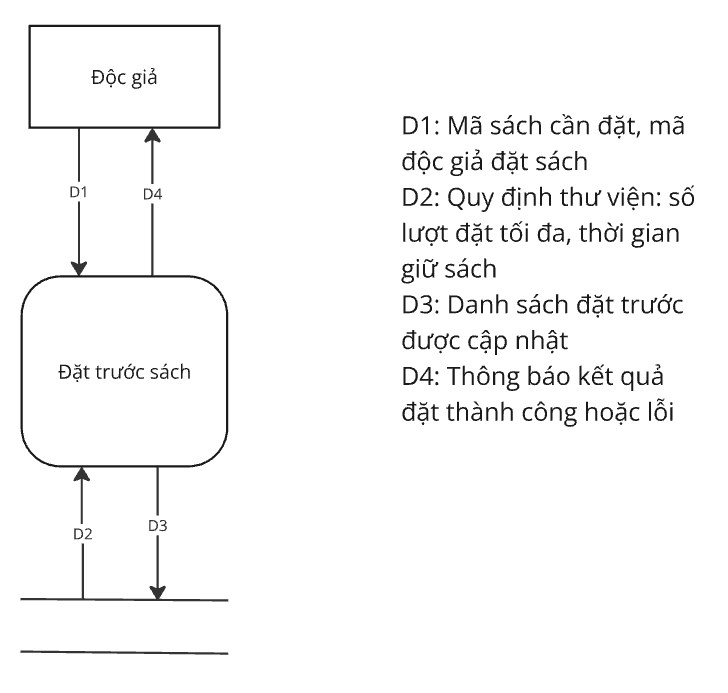 Độc giả
D1
D4
Đặt trước sách
D2
D3
D1: Mã sách cần đặt, mã
độc giả đặt sách
D2: Quy định thư viện: số
lượt đặt tối đa, thời gian
giữ sách
D3: Danh sách đặt trước
được cập nhật
D4: Thông báo kết quả
đặt thành công hoặc lỗi